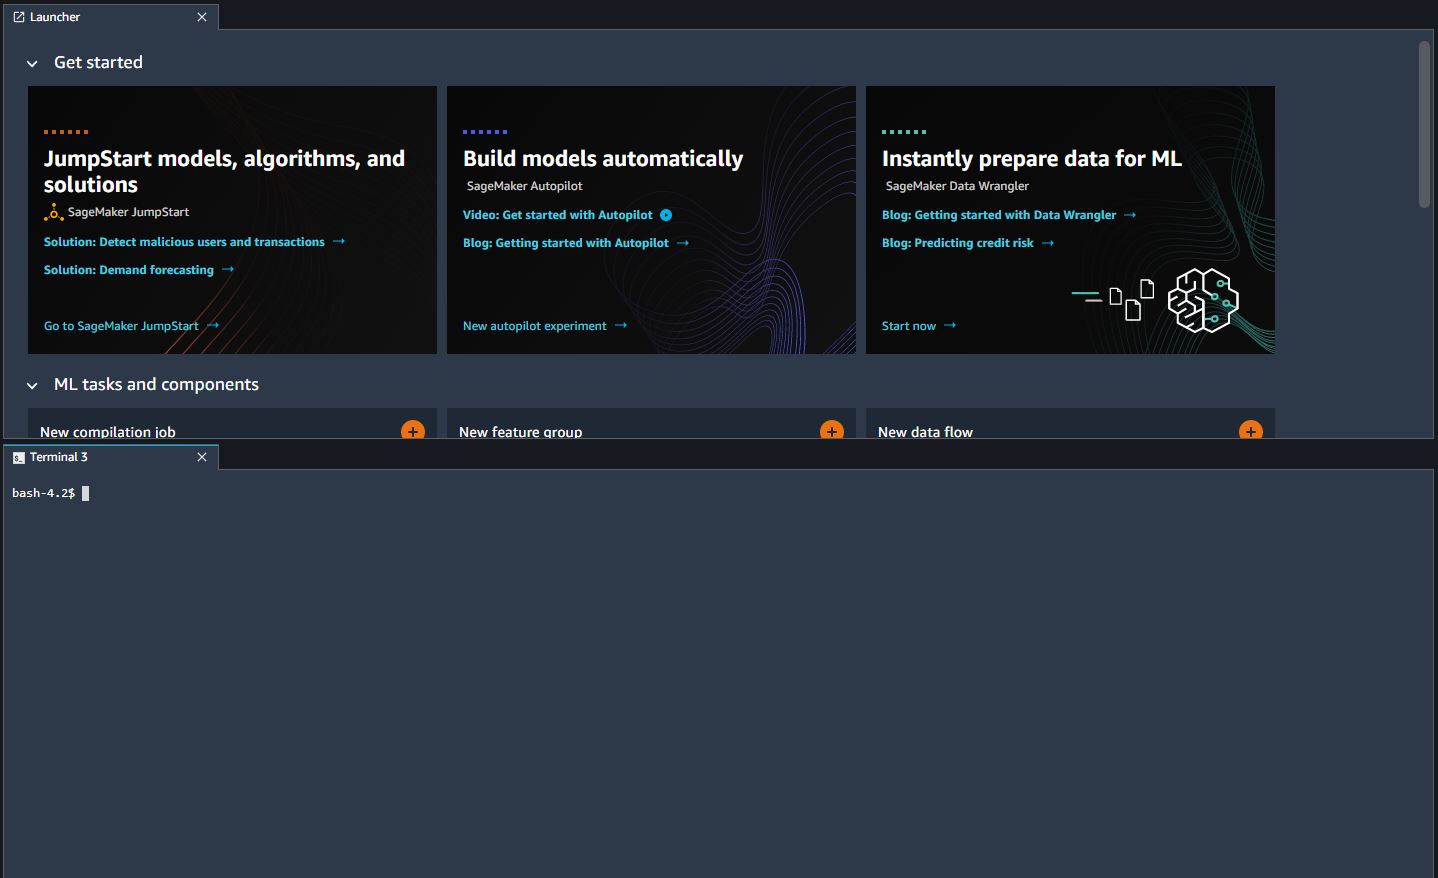 Launcher
Get started
JumpStart models, algorithms, and
solutions
SageMaker JumpStart
Solution: Detect malicious users and transactions
Solution: Demand forecasting
Go to SageMaker JumpStart
Build models automatically
SageMaker Autopilot
Video: Get started with Autopilot
Blog: Getting started with Autopilot
New autopilot experiment
Instantly prepare data for ML
SageMaker Data Wrangler
Blog: Getting started with Data Wrangler
Blog: Predicting credit risk
Start now
ML tasks and components
New compilation job
New feature group
New data flow
Terminal 3
bash-4.2$